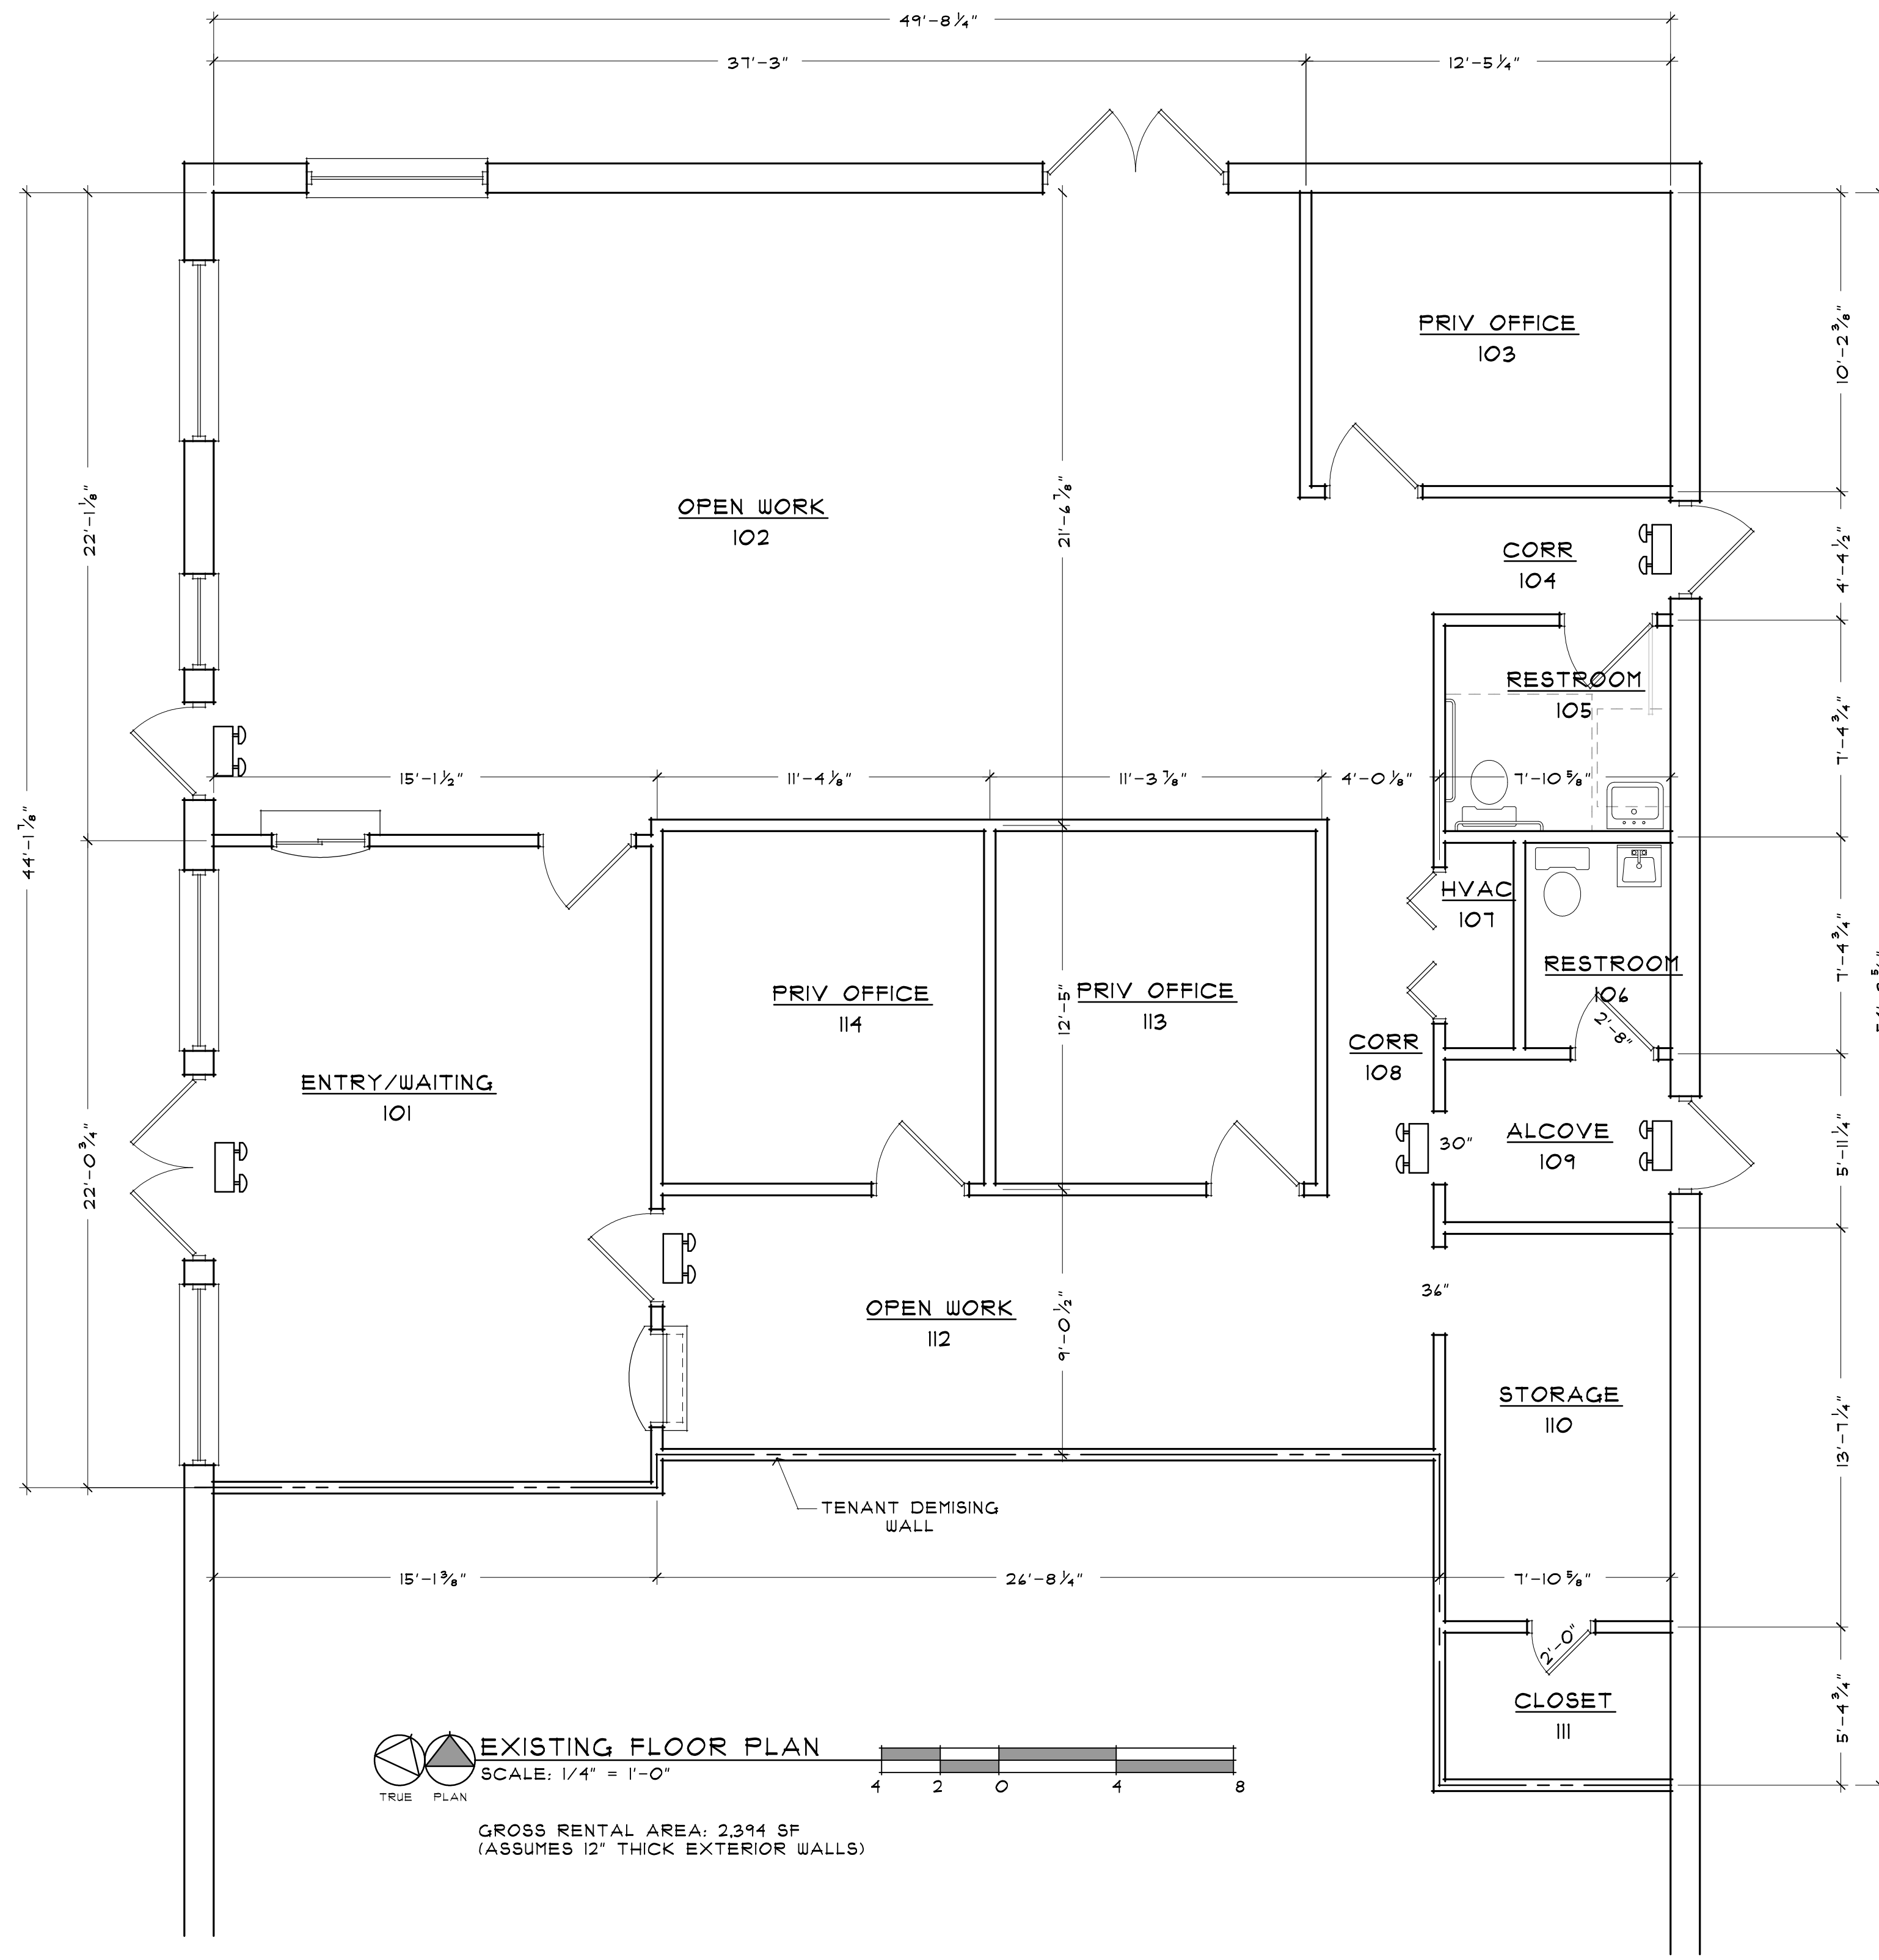 49'-8 1/4"
37'-3"
12'-5 1/4"
PRIV OFFICE
103
10'-2 3/8"
22'-1 1/8"
OPEN WORK
102
21'-6 7/8"
CORR
104
4'-4 1/2"
RESTROOM
105
7'-4 3/4"
15'-1 1/2"
11'-4 1/8"
11'-3 7/8"
4'-0 1/8"
7'-10 5/8"
44'-1 7/8"
HVAC
107
7'-4 3/4"
RESTROOM
106
2'-8"
PRIV OFFICE
114
12'-5"
PRIV OFFICE
113
CORR
108
ENTRY/WAITING
101
30"
ALCOVE
109
5'-11 1/4"
22'-0 3/4"
OPEN WORK
112
9'-0 1/2"
36"
STORAGE
110
13'-7 1/4"
TENANT DEMISING
WALL
15'-1 3/8"
26'-8 1/4"
7'-10 5/8"
2'-0"
CLOSET
111
5'-4 3/4"
EXISTING FLOOR PLAN
SCALE: 1/4" = 1'-0"
TRUE PLAN
4 2 0 4 8
GROSS RENTAL AREA: 2,394 SF
(ASSUMES 12" THICK EXTERIOR WALLS)